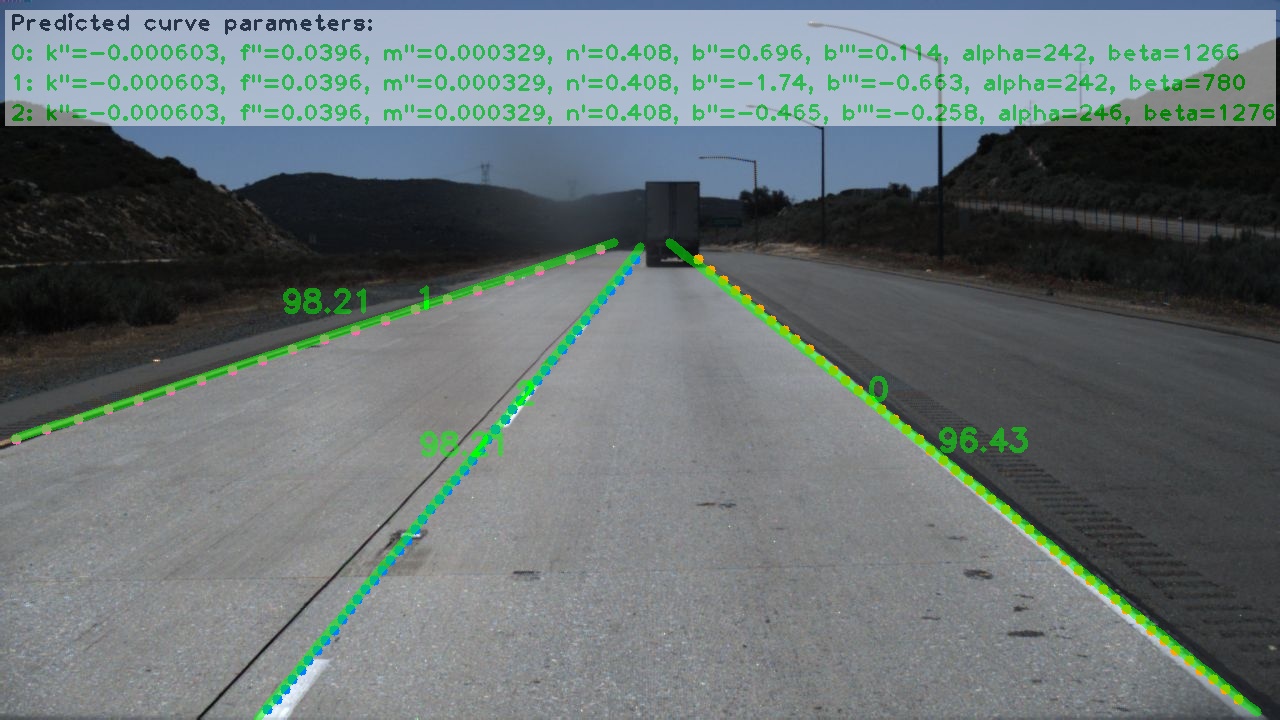 Predicted curve parameters:
0: k''=-0.000603, f''=0.0396, m''=0.000329, n'=0.408, b''=0.696, b'''=0.114, alpha=242, beta=1266
1: k''=-0.000603, f''=0.0396, m''=0.000329, n'=0.408, b''=-1.74, b'''=-0.663, alpha=242, beta=780
2: k''=-0.000603, f''=0.0396, m''=0.000329, n'=0.408, b''=-0.465, b'''=-0.258, alpha=246, beta=1276
98.21 1
2 0
98.21 96.43